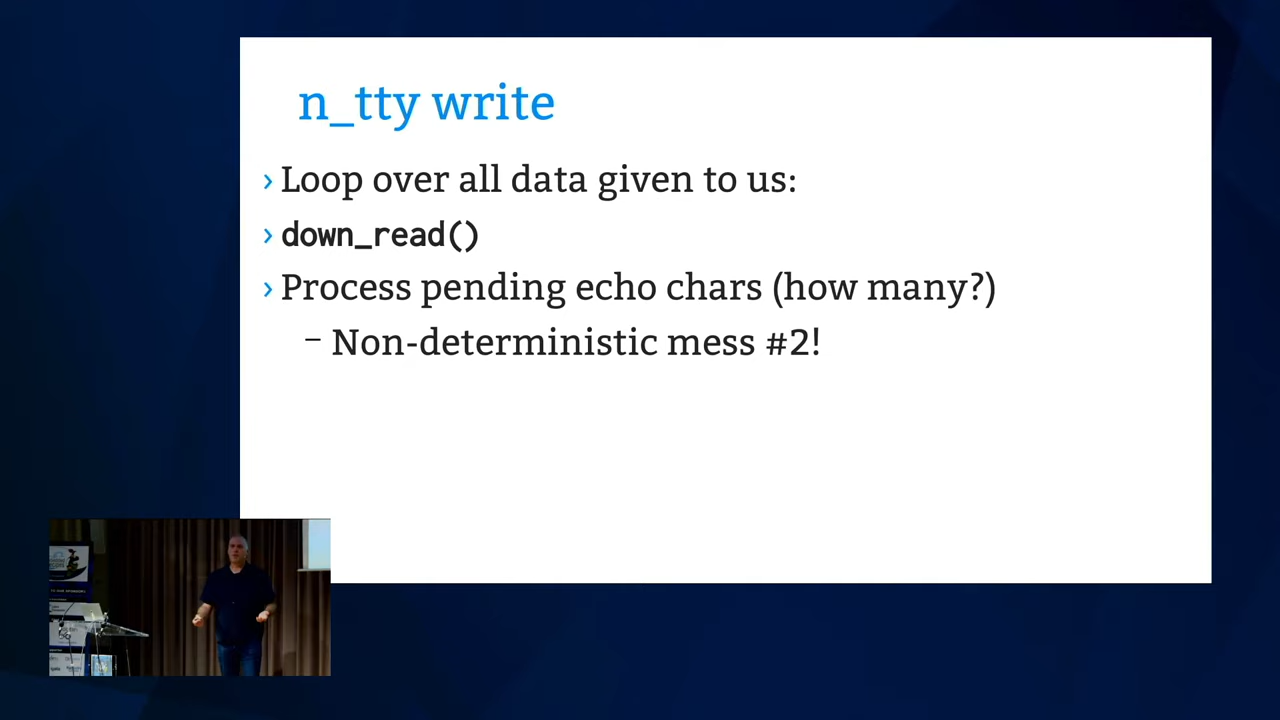 n_tty write
› Loop over all data given to us:
› down_read()
› Process pending echo chars (how many?)
– Non-deterministic mess #2!